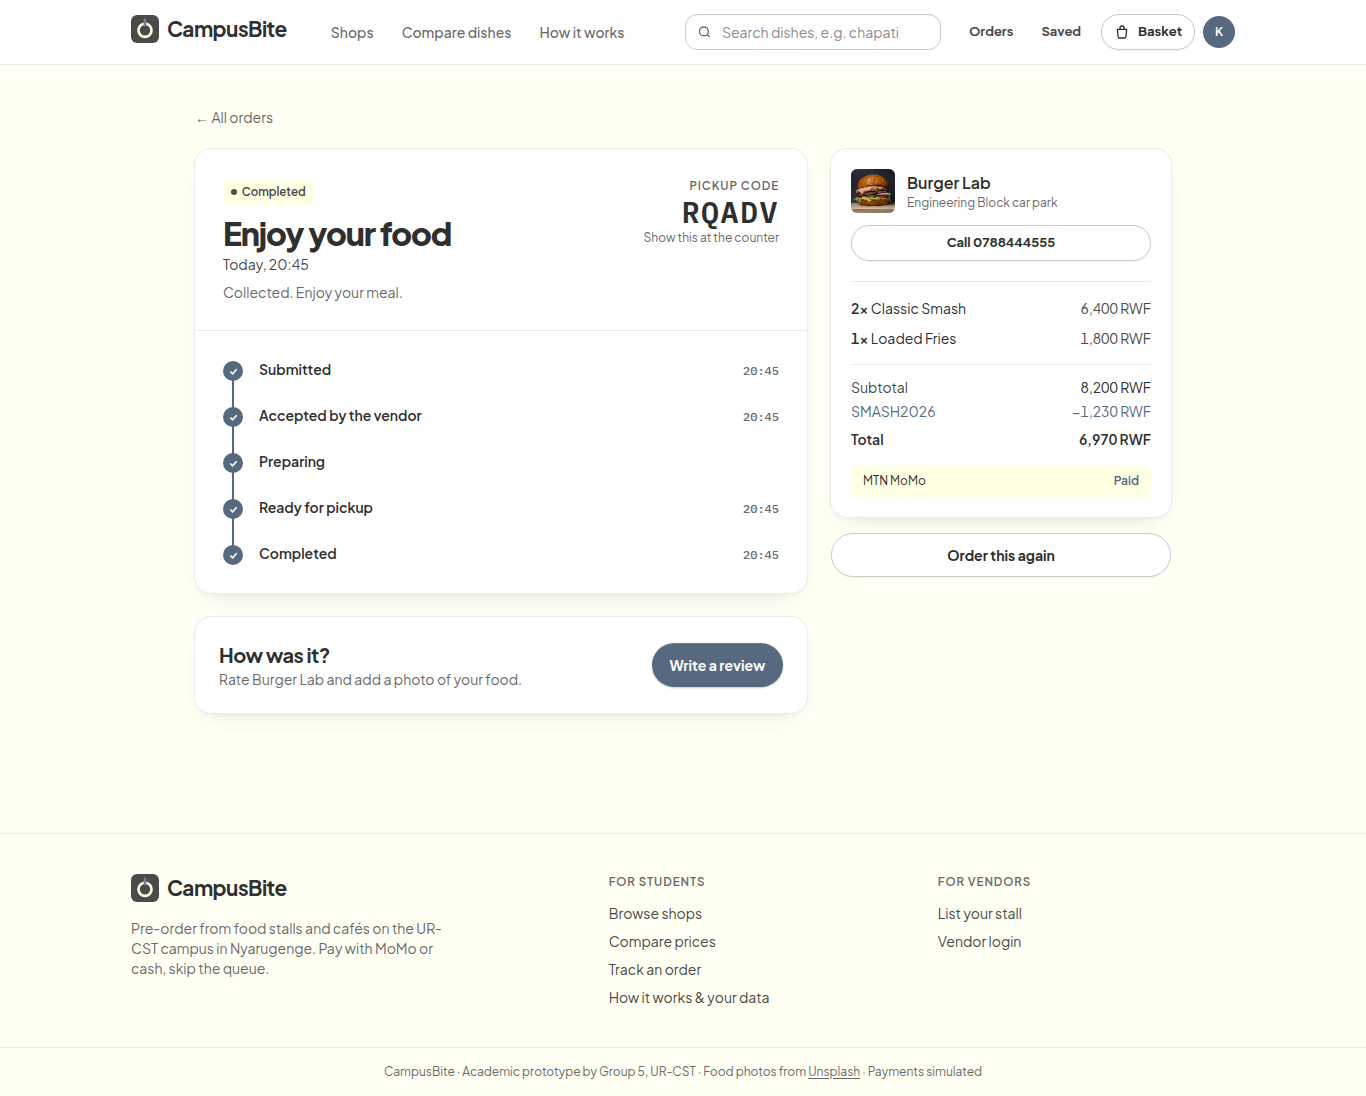 CampusBite
Shops
Compare dishes
How it works
Search dishes, e.g. chapati
Orders
Saved
Basket
K
← All orders
Completed
Enjoy your food
Today, 20:45
Collected. Enjoy your meal.
PICKUP CODE
RQADV
Show this at the counter
Submitted 20:45
Accepted by the vendor 20:45
Preparing
Ready for pickup 20:45
Completed 20:45
How was it?
Rate Burger Lab and add a photo of your food.
Write a review
Burger Lab
Engineering Block car park
Call 0788444555
2× Classic Smash 6,400 RWF
1× Loaded Fries 1,800 RWF
Subtotal 8,200 RWF
SMASH2026 −1,230 RWF
Total 6,970 RWF
MTN MoMo Paid
Order this again
CampusBite
Pre-order from food stalls and cafés on the UR-
CST campus in Nyarugenge. Pay with MoMo or
cash, skip the queue.
FOR STUDENTS
Browse shops
Compare prices
Track an order
How it works & your data
FOR VENDORS
List your stall
Vendor login
CampusBite · Academic prototype by Group 5, UR-CST · Food photos from Unsplash · Payments simulated